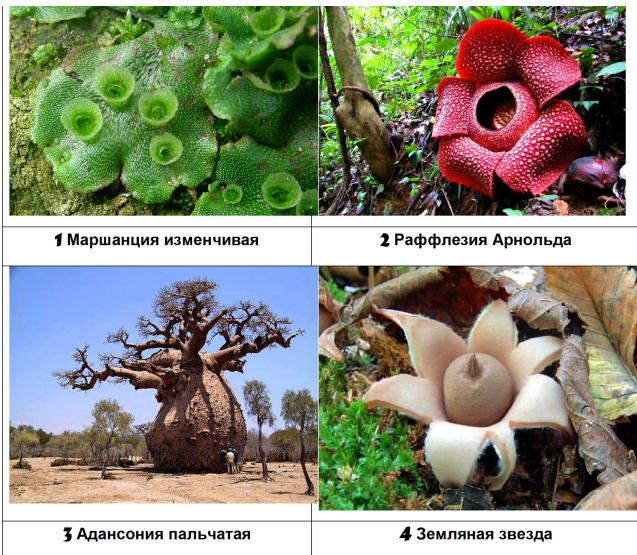 1 Маршанция изменчивая
2 Раффлезия Арнольда
3 Адансония пальчатая
4 Земляная звезда